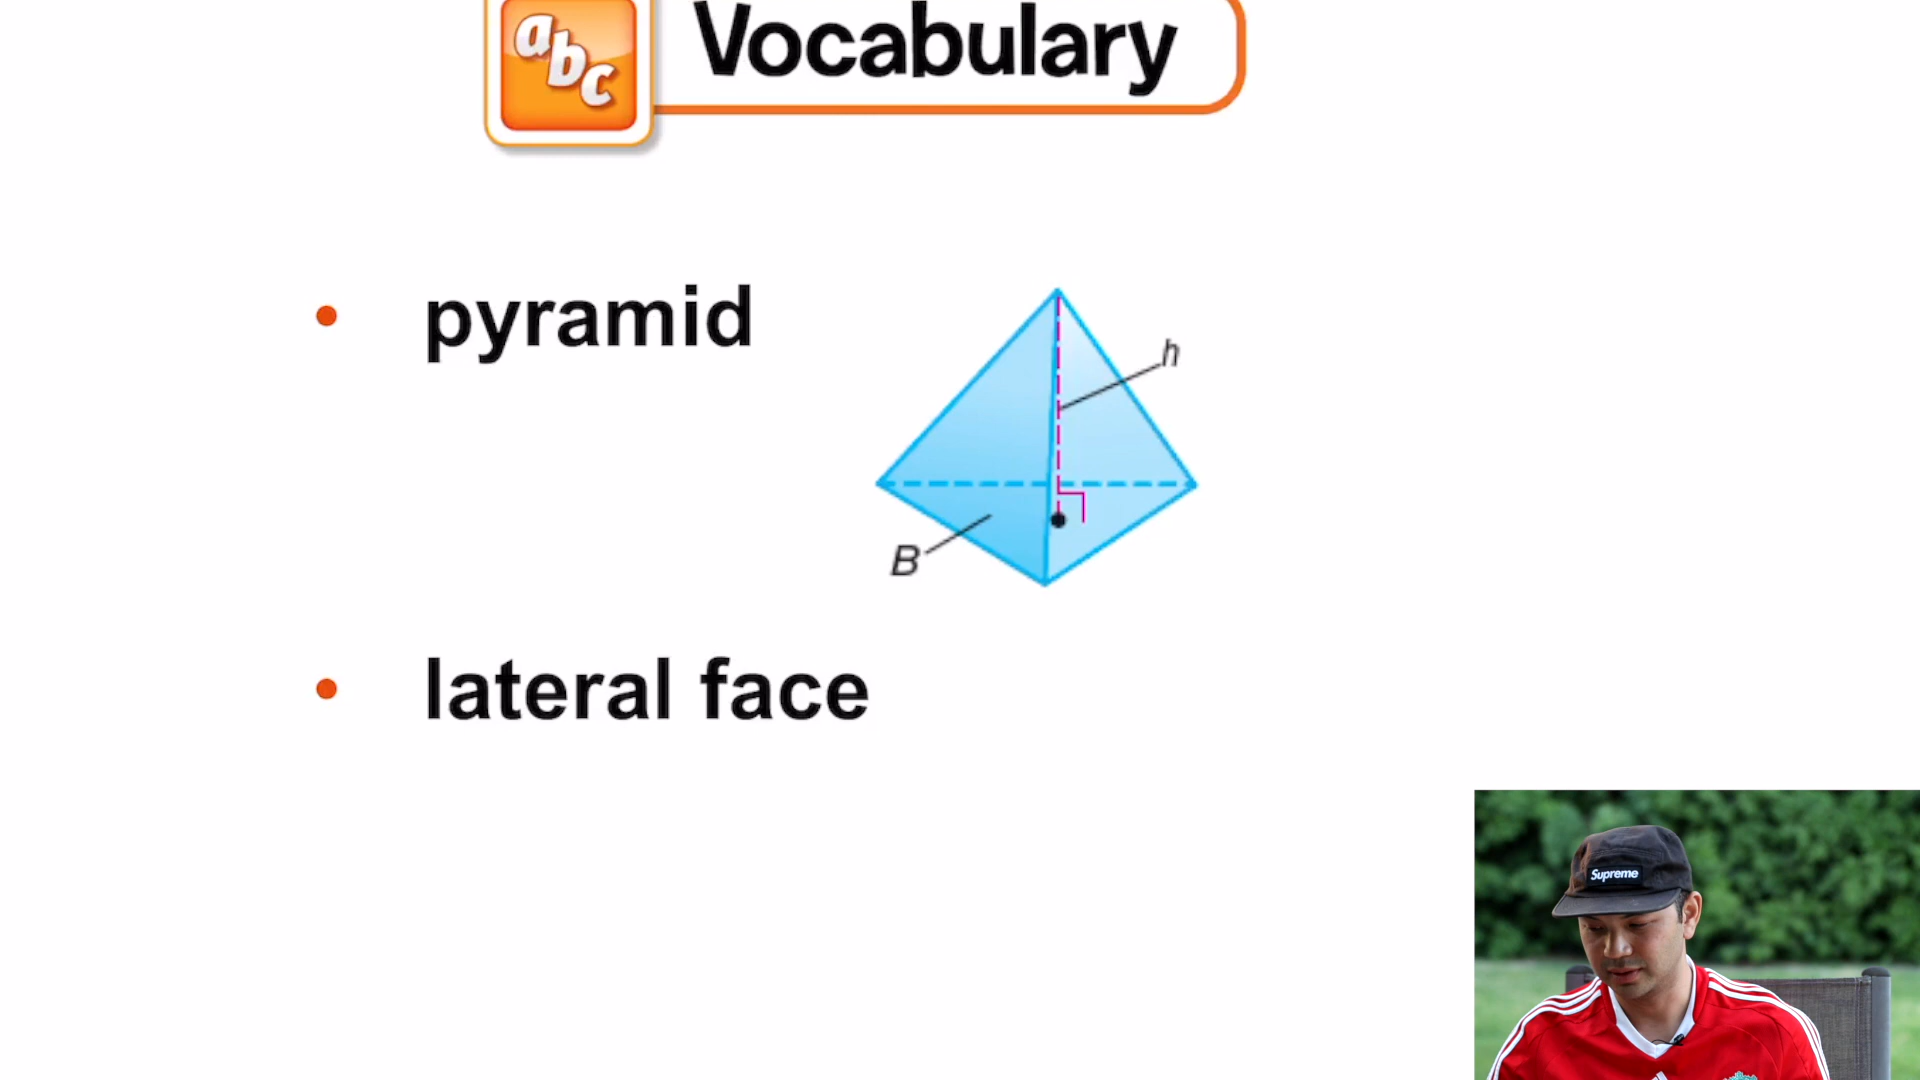 abc
Vocabulary
• pyramid
h
B
• lateral face
Supreme